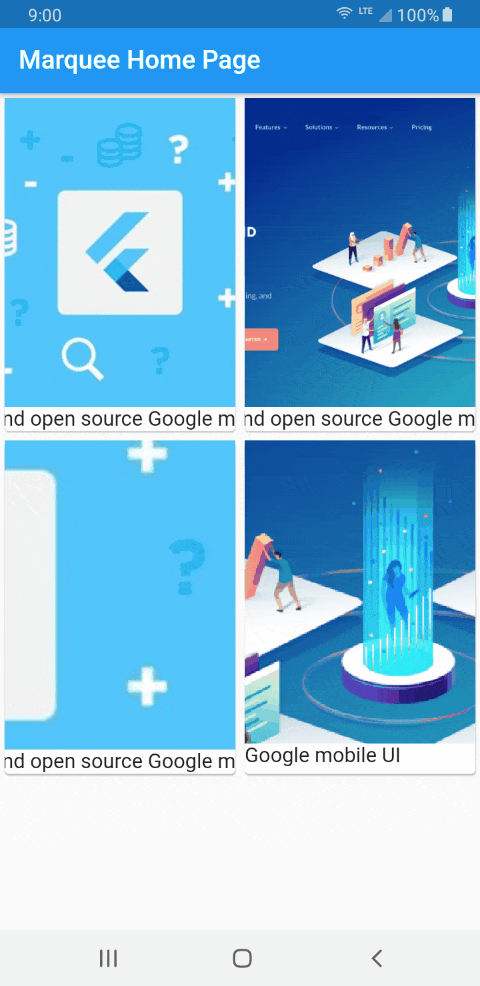 9:00 LTE 100%
Marquee Home Page
Features Solutions Resources Pricing
D
ing, and
nd open source Google m
nd open source Google m
nd open source Google m
Google mobile UI